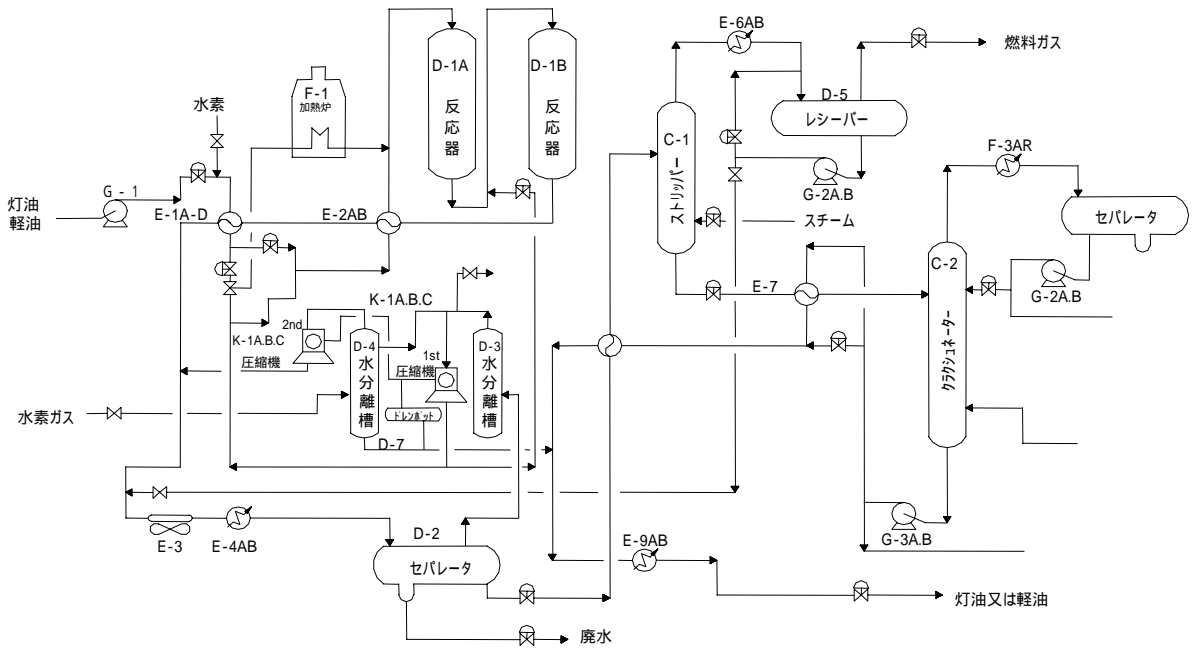 E-6AB
燃料ガス
D-1A
反応器
D-1B
反応器
F-1
加熱炉
水素
D-5
レシーバー
C-1
ストリッパー
F-3AR
G-1
灯油
軽油
E-1A-D
E-2AB
G-2A.B
スチーム
セパレータ
C-2
クラクショネーター
E-7
G-2A.B
K-1A.B.C
2nd
K-1A.B.C
圧縮機
D-4
水分離槽
1st
圧縮機
D-3
水分離槽
ドレンポット
水素ガス
D-7
E-3
E-4AB
D-2
セパレータ
E-9AB
G-3A.B
灯油又は軽油
廃水